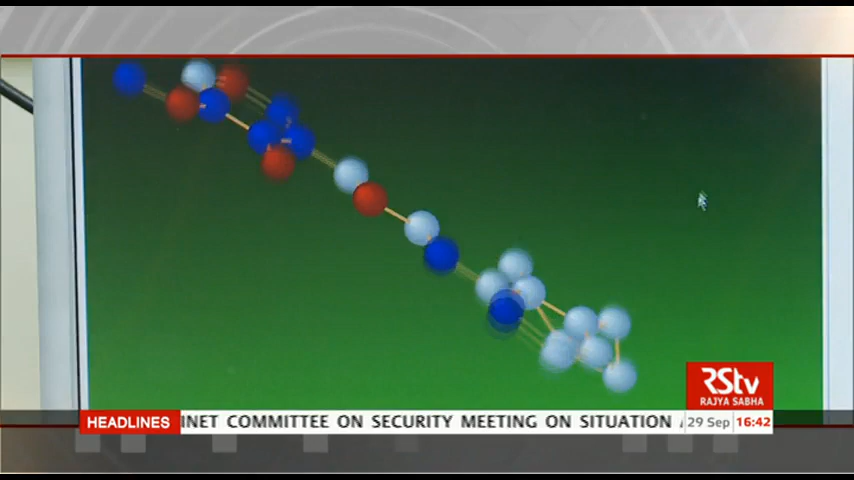 RStv
RAJYA SABHA
HEADLINES
INET COMMITTEE ON SECURITY MEETING ON SITUATION
29 Sep 16:42